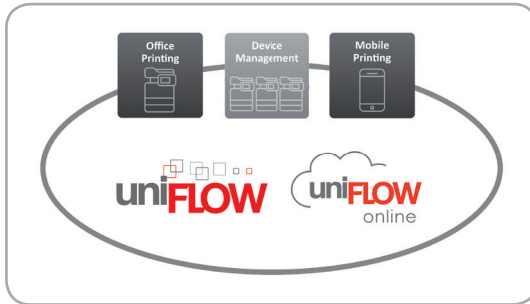 Office
Printing
Device
Management
Mobile
Printing
uniFLOW
uniFLOW
online